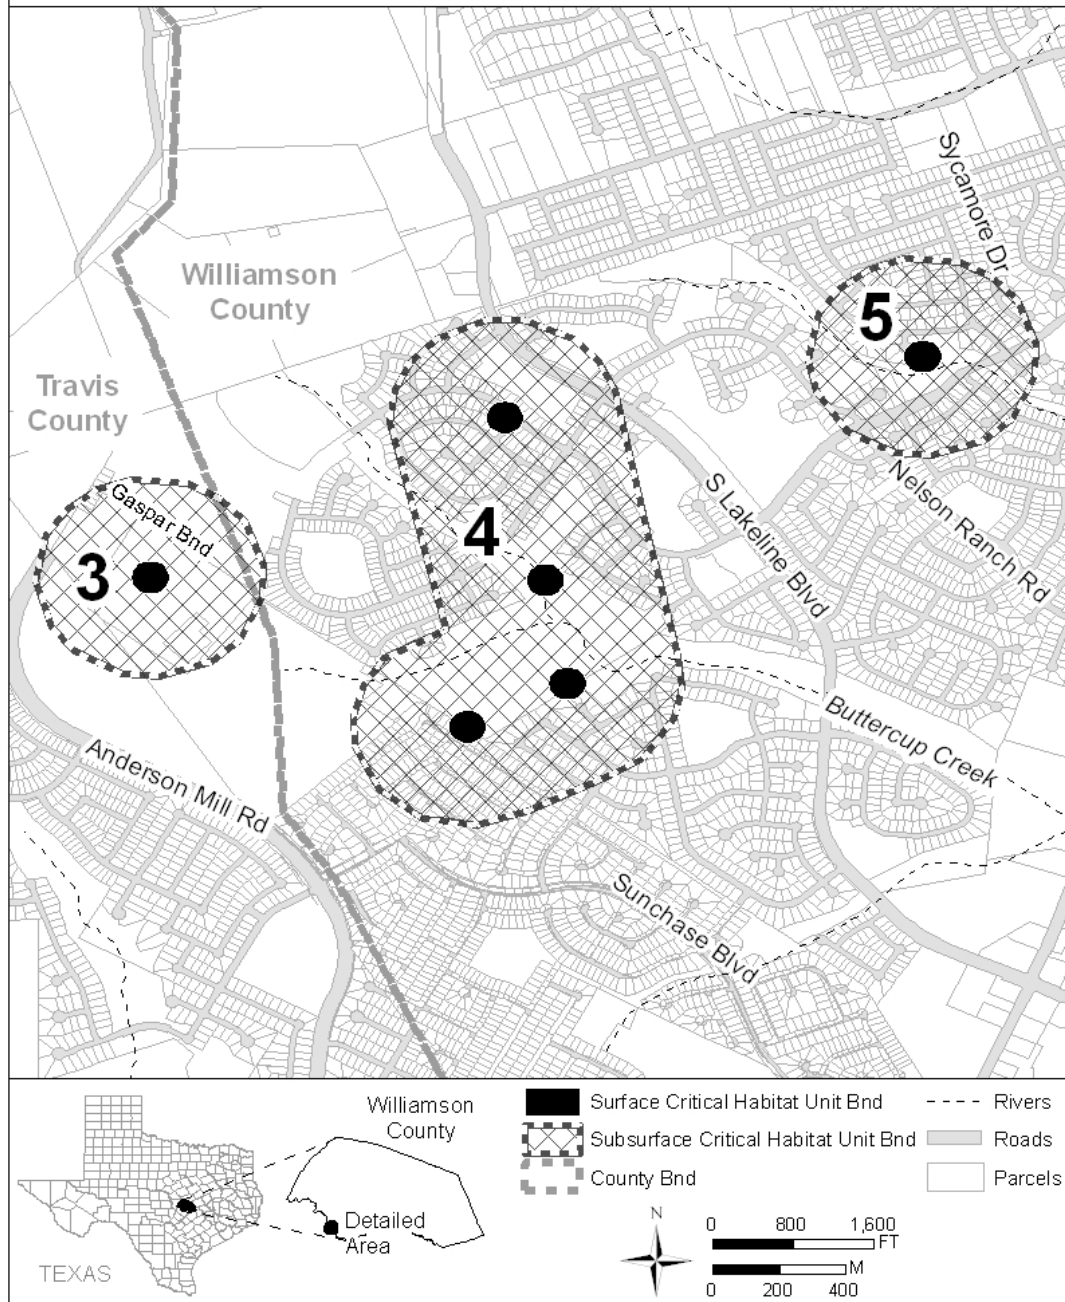 Sycamore Dr
Williamson
County
5
Travis
County
4
S Lakeline Blvd
Nelson Ranch Rd
Gaspar Bnd
3
Buttercup Creek
Anderson Mill Rd
Sunchase Blvd
Williamson
County
Detailed
Area
TEXAS
Surface Critical Habitat Unit Bnd
Subsurface Critical Habitat Unit Bnd
County Bnd
Rivers
Roads
Parcels
N
0 800 1,600
FT
M
0 200 400